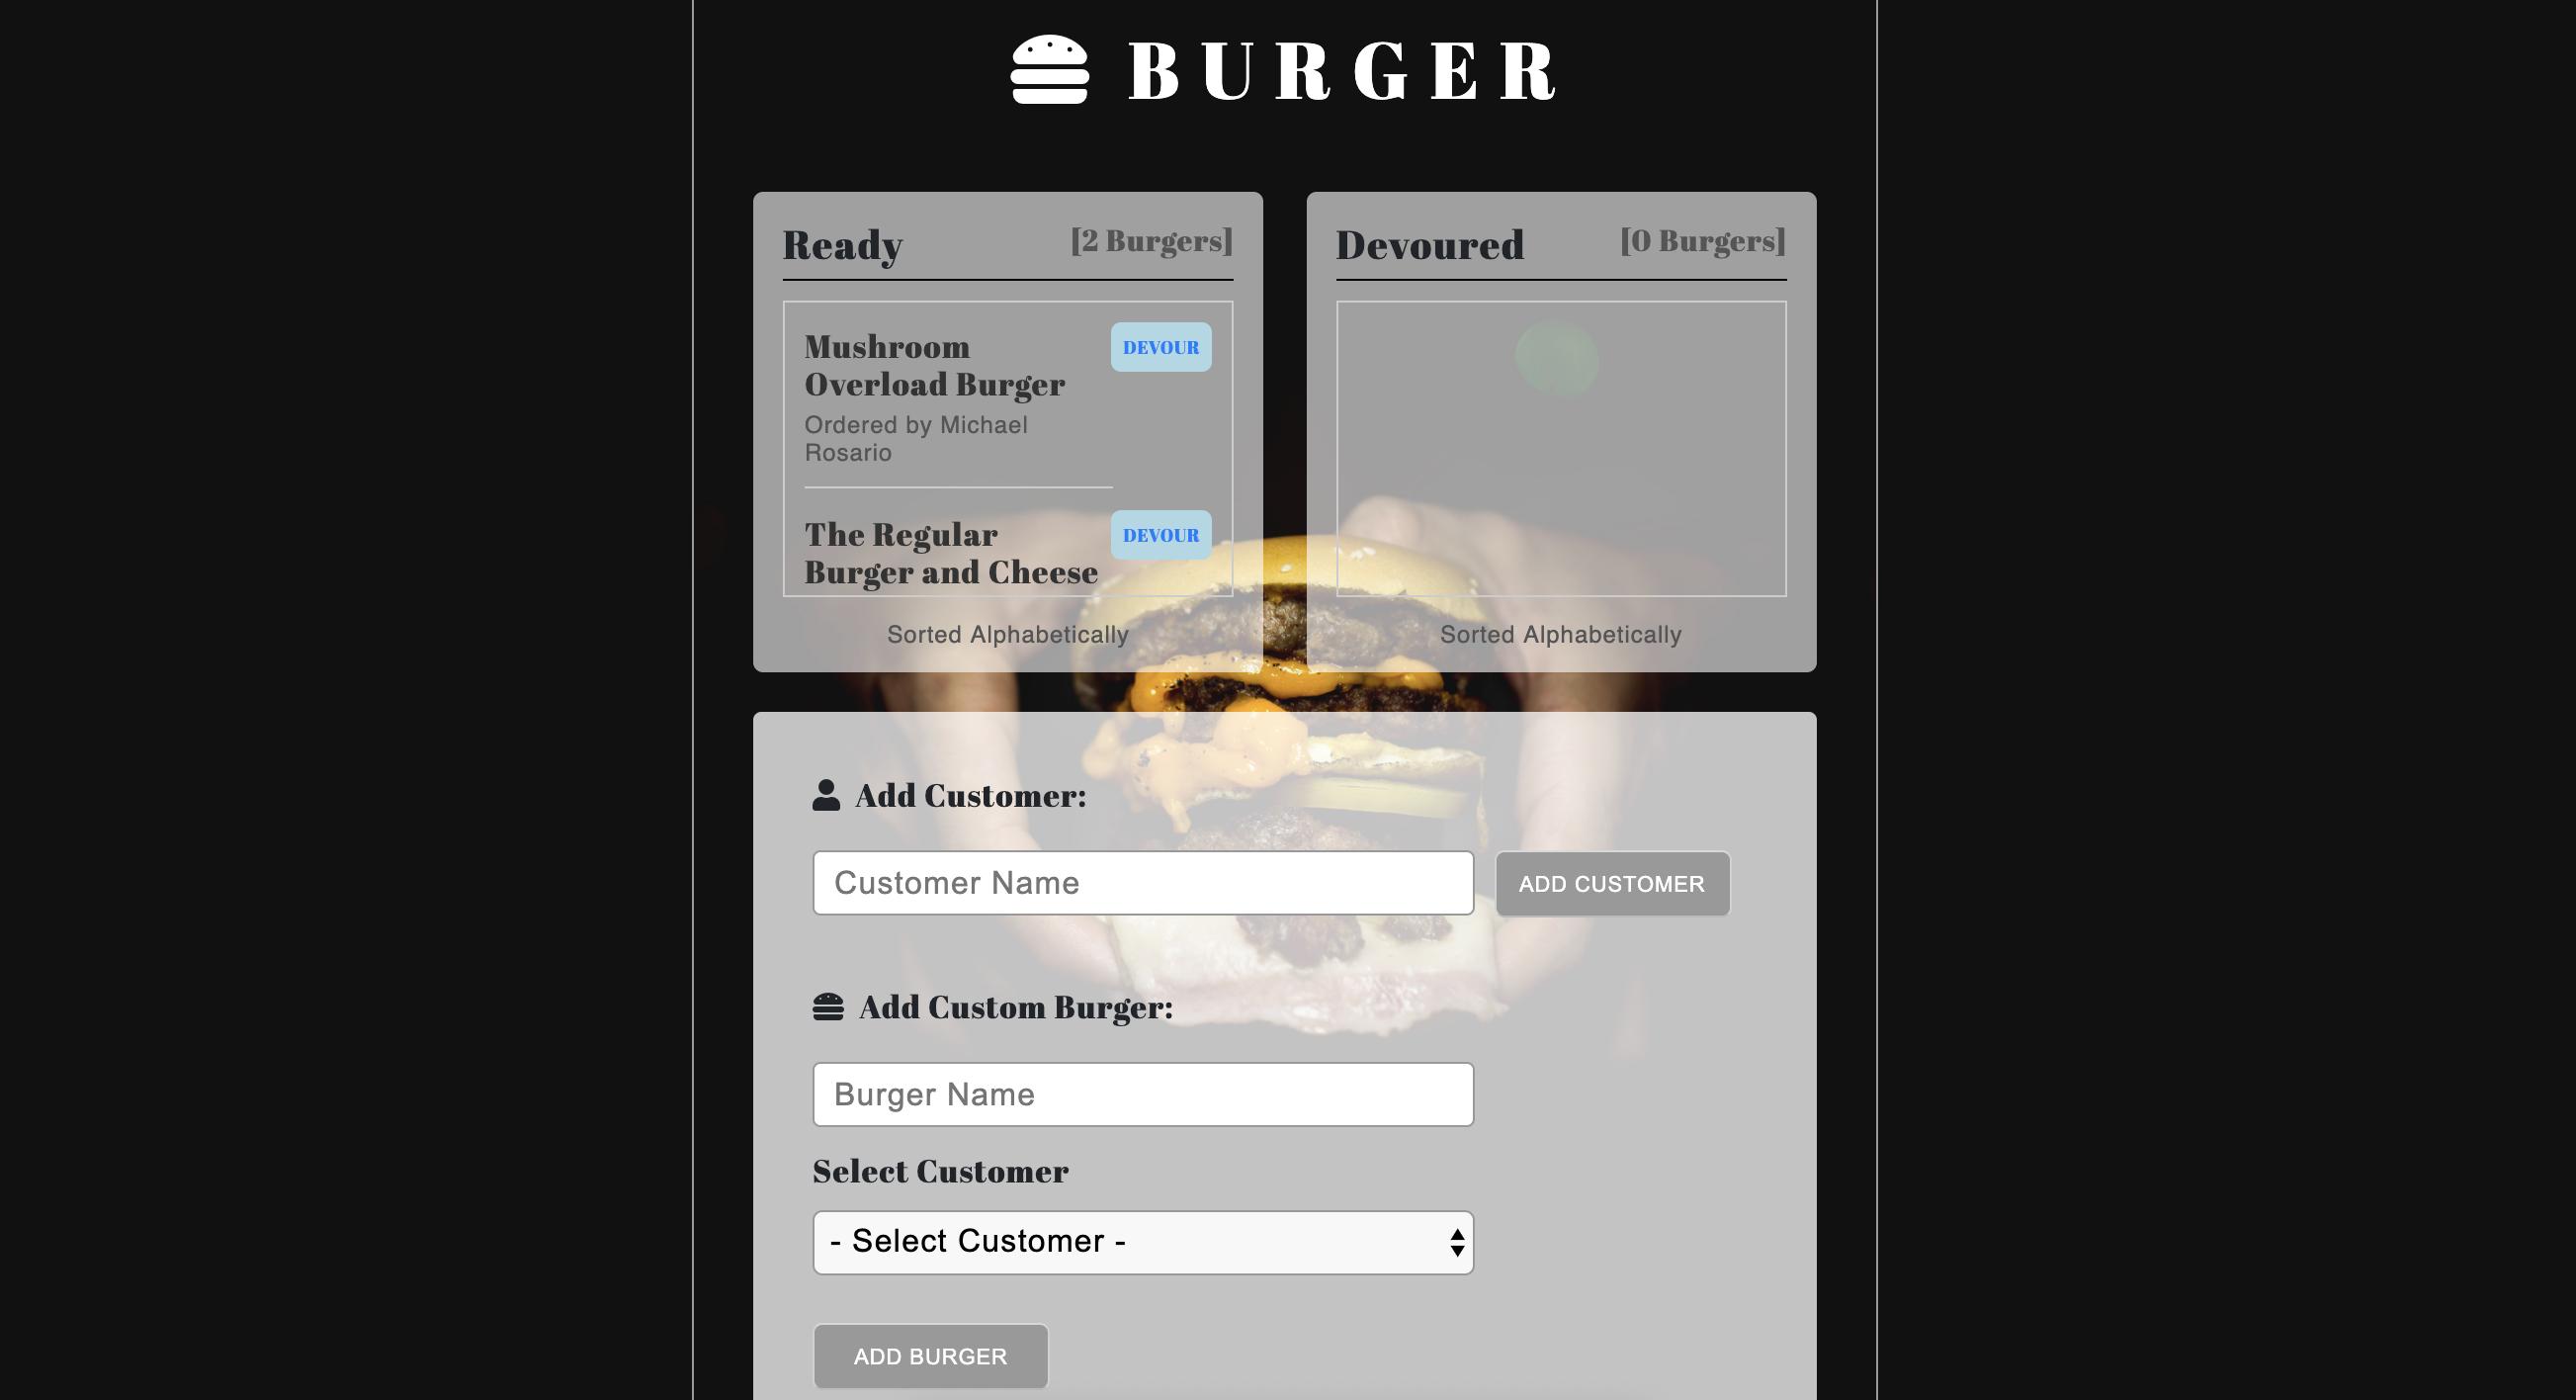 BURGER
Ready [2 Burgers]
Mushroom
Overload Burger
DEVOUR
Ordered by Michael
Rosario
The Regular
Burger and Cheese
DEVOUR
Sorted Alphabetically
Devoured [0 Burgers]
Sorted Alphabetically
Add Customer:
Customer Name
ADD CUSTOMER
Add Custom Burger:
Burger Name
Select Customer
- Select Customer -
ADD BURGER